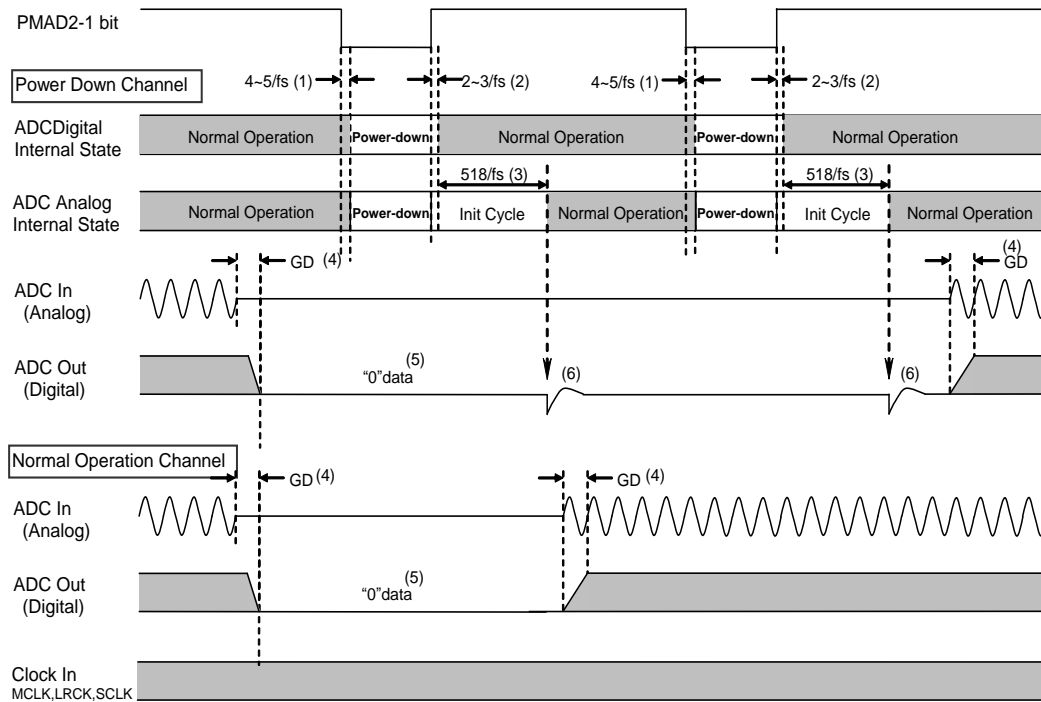 PMAD2-1 bit
4~5/fs (1)
2~3/fs (2)
4~5/fs (1)
2~3/fs (2)
Power Down Channel
ADCDigital
Internal State
Normal Operation
Power-down
Normal Operation
Power-down
Normal Operation
518/fs (3)
518/fs (3)
ADC Analog
Internal State
Normal Operation
Power-down
Init Cycle
Normal Operation
Power-down
Init Cycle
Normal Operation
GD (4)
(4)
GD
ADC In
(Analog)
ADC Out
(Digital)
(5)
“0”data
(6)
(6)
Normal Operation Channel
GD (4)
GD (4)
ADC In
(Analog)
ADC Out
(Digital)
(5)
“0”data
Clock In
MCLK,LRCK,SCLK